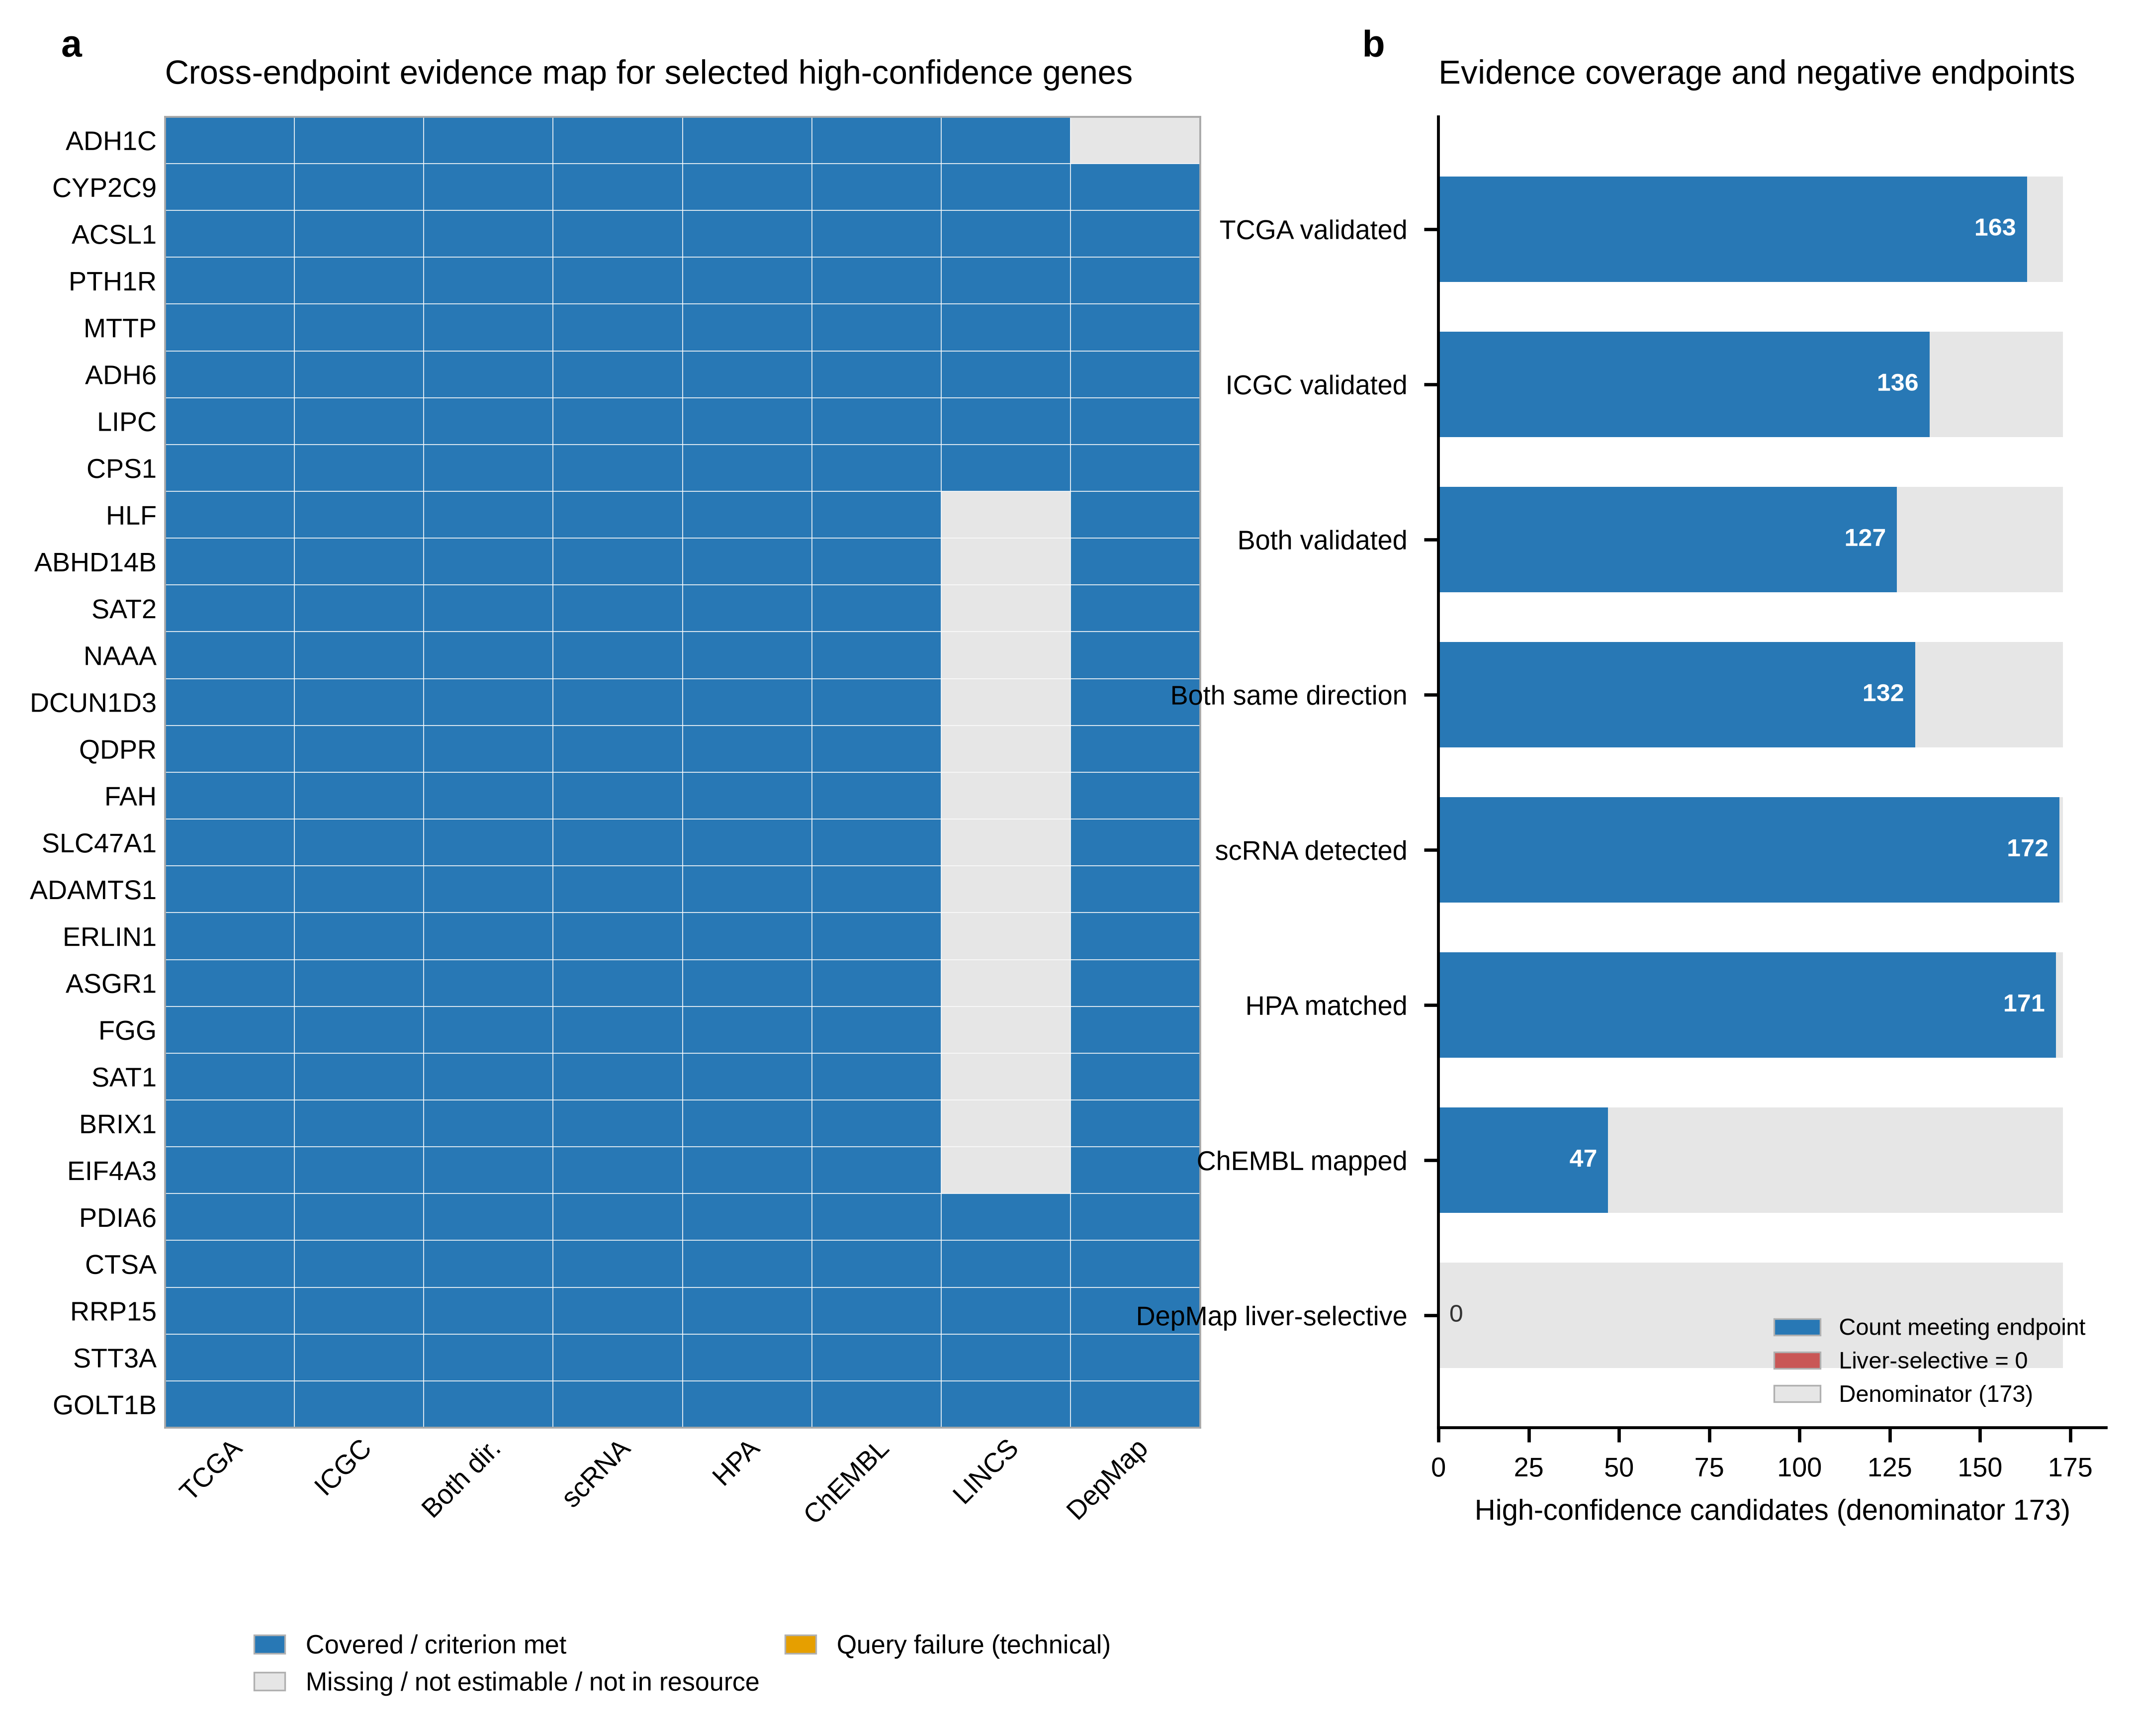 a
Cross-endpoint evidence map for selected high-confidence genes
ADH1C
CYP2C9
ACSL1
PTH1R
MTTP
ADH6
LIPC
CPS1
HLF
ABHD14B
SAT2
NAAA
DCUN1D3
QDPR
FAH
SLC47A1
ADAMTS1
ERLIN1
ASGR1
FGG
SAT1
BRIX1
EIF4A3
PDIA6
CTSA
RRP15
STT3A
GOLT1B
TCGA
ICGC
Both dir.
scRNA
HPA
ChEMBL
LINCS
DepMap
Covered / criterion met
Missing / not estimable / not in resource
Query failure (technical)
b
Evidence coverage and negative endpoints
TCGA validated
163
ICGC validated
136
Both validated
127
Both same direction
132
scRNA detected
172
HPA matched
171
ChEMBL mapped
47
DepMap liver-selective
0
Count meeting endpoint
Liver-selective = 0
Denominator (173)
0 25 50 75 100 125 150 175
High-confidence candidates (denominator 173)